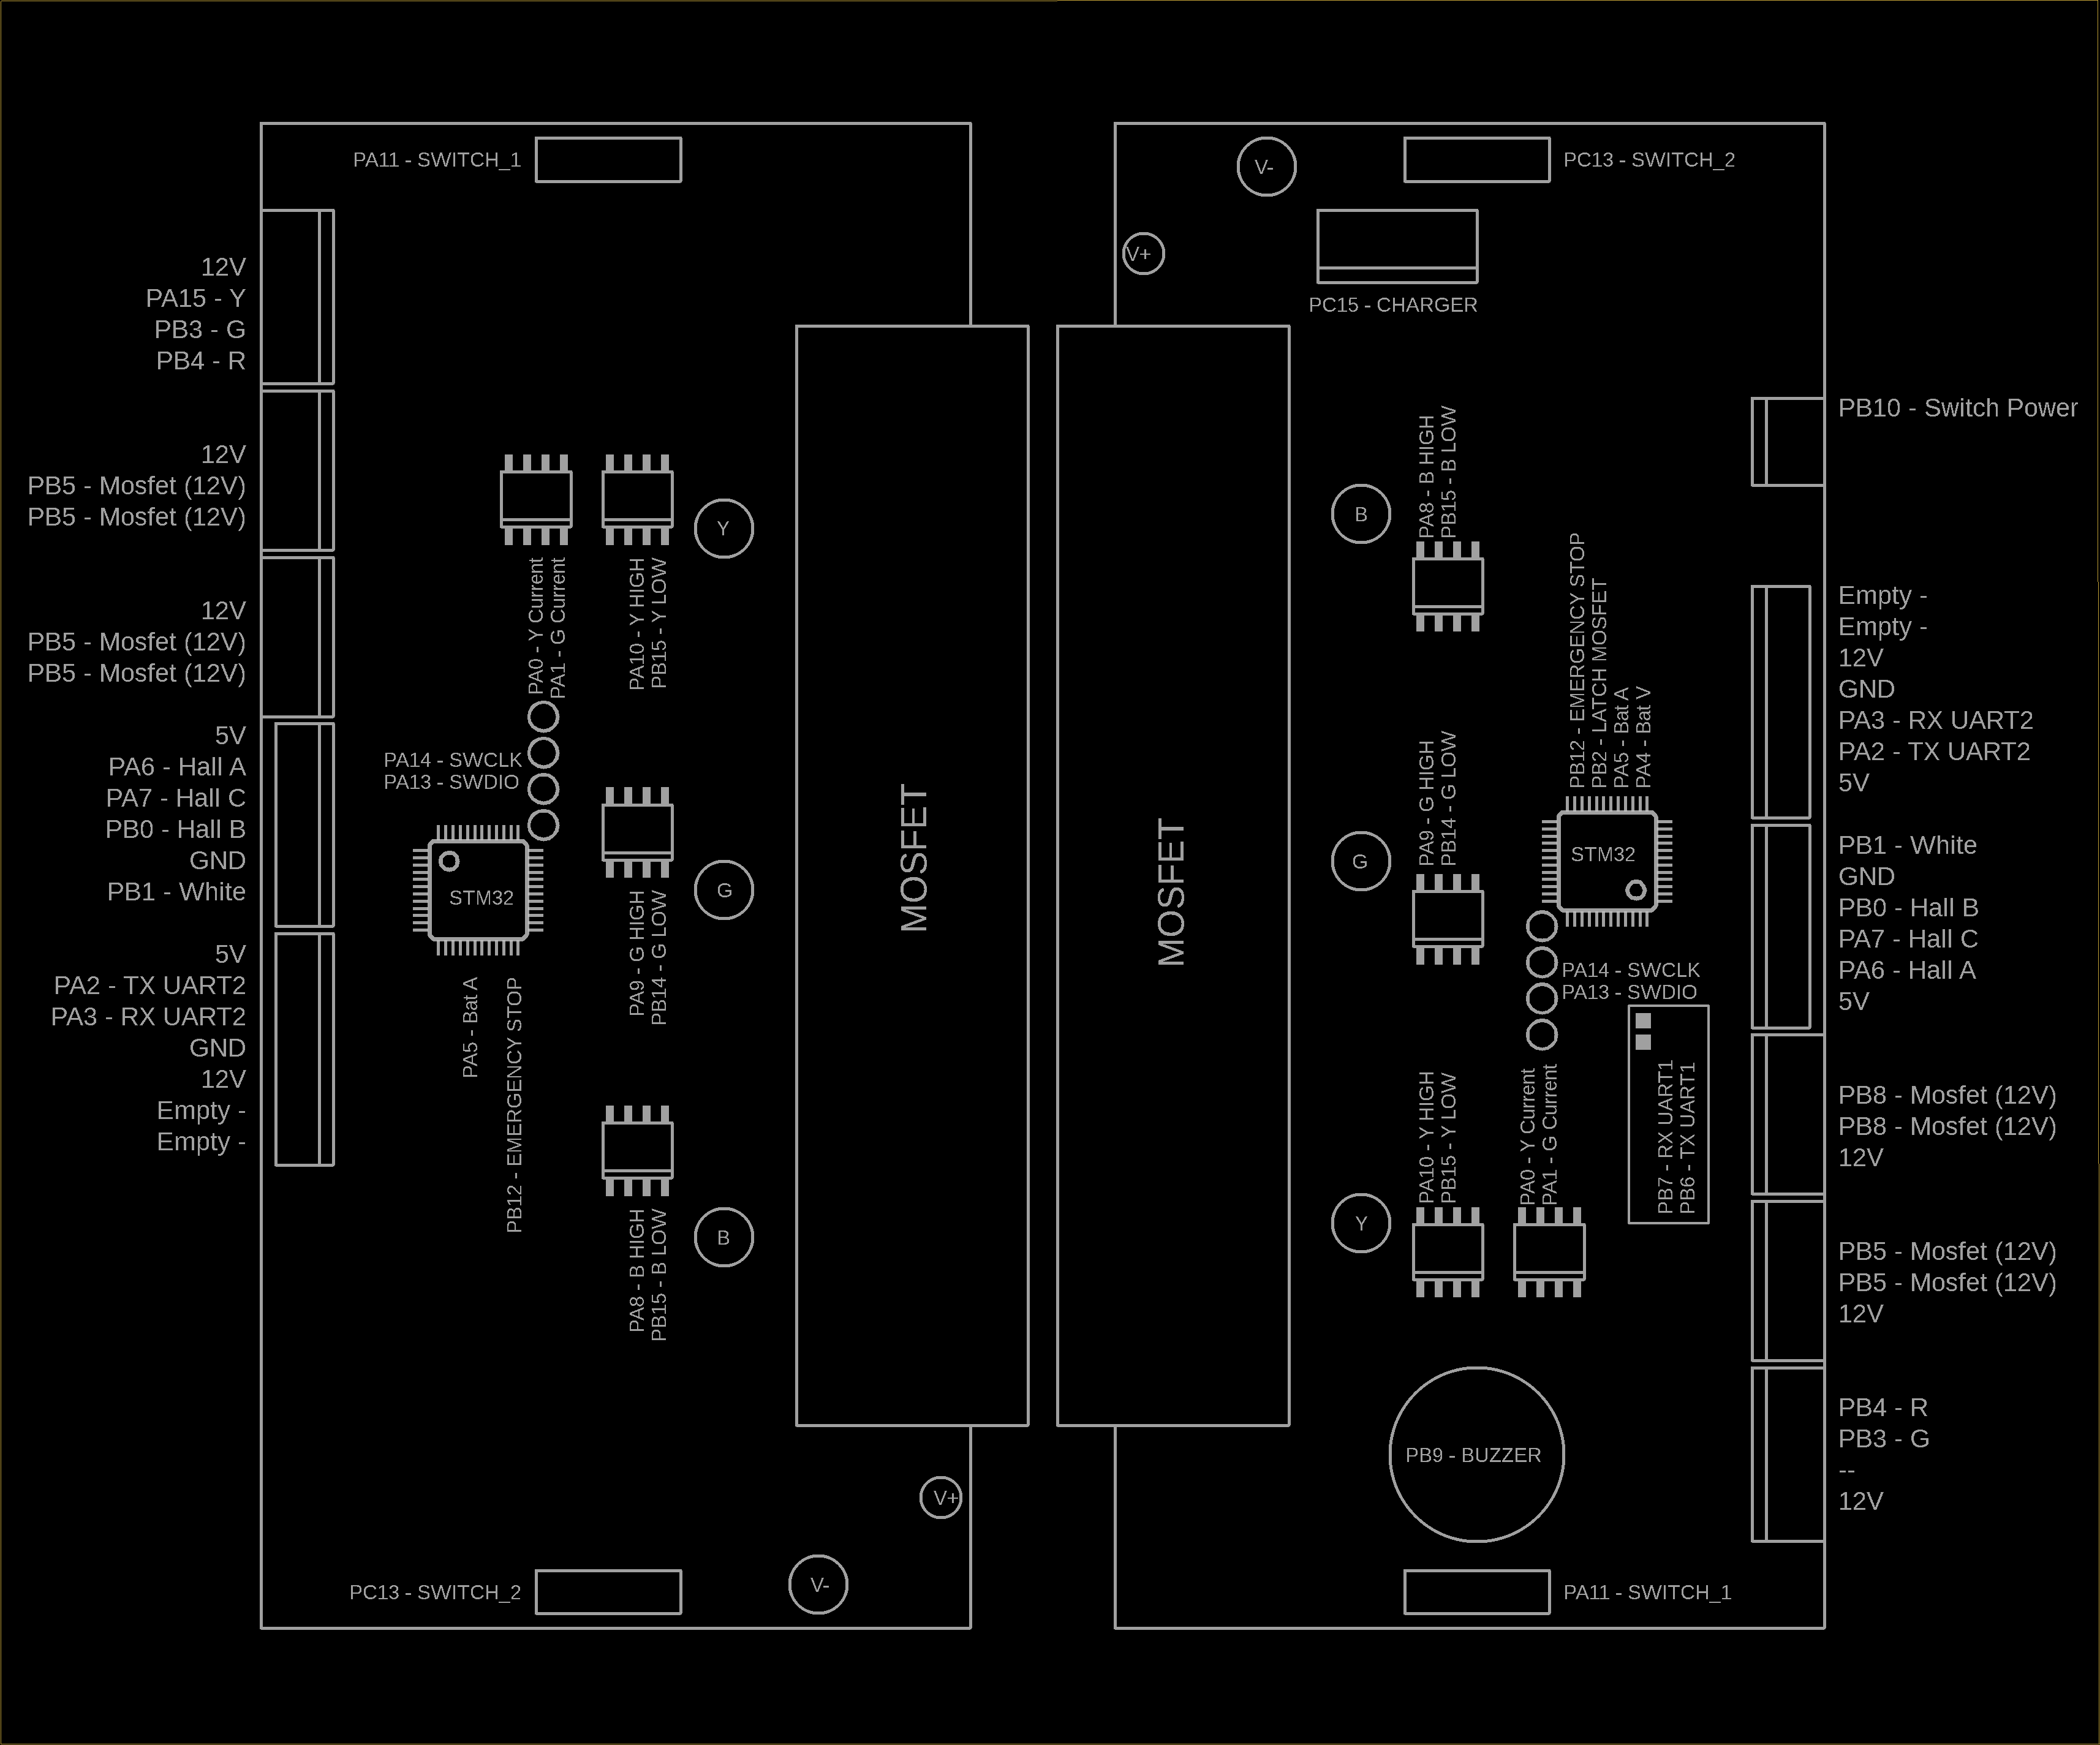 PA11 - SWITCH_1
12V
PA15 - Y
PB3 - G
PB4 - R
12V
PB5 - Mosfet (12V)
PB5 - Mosfet (12V)
12V
PB5 - Mosfet (12V)
PB5 - Mosfet (12V)
5V
PA6 - Hall A
PA7 - Hall C
PB0 - Hall B
GND
PB1 - White
5V
PA2 - TX UART2
PA3 - RX UART2
GND
12V
Empty -
Empty -
PA0 - Y Current
PA1 - G Current
PA10 - Y HIGH
PB15 - Y LOW
Y
PA14 - SWCLK
PA13 - SWDIO
STM32
PA9 - G HIGH
PB14 - G LOW
G
PA5 - Bat A
PB12 - EMERGENCY STOP
PA8 - B HIGH
PB15 - B LOW
B
MOSFET
V+
V-
PC13 - SWITCH_2
V-
PC13 - SWITCH_2
V+
PC15 - CHARGER
MOSFET
PA8 - B HIGH
PB15 - B LOW
B
PB12 - EMERGENCY STOP
PB2 - LATCH MOSFET
PA5 - Bat A
PA4 - Bat V
PA9 - G HIGH
PB14 - G LOW
G
STM32
PA14 - SWCLK
PA13 - SWDIO
PA10 - Y HIGH
PB15 - Y LOW
Y
PA0 - Y Current
PA1 - G Current
PB7 - RX UART1
PB6 - TX UART1
PB9 - BUZZER
PA11 - SWITCH_1
PB10 - Switch Power
Empty -
Empty -
12V
GND
PA3 - RX UART2
PA2 - TX UART2
5V
PB1 - White
GND
PB0 - Hall B
PA7 - Hall C
PA6 - Hall A
5V
PB8 - Mosfet (12V)
PB8 - Mosfet (12V)
12V
PB5 - Mosfet (12V)
PB5 - Mosfet (12V)
12V
PB4 - R
PB3 - G
--
12V